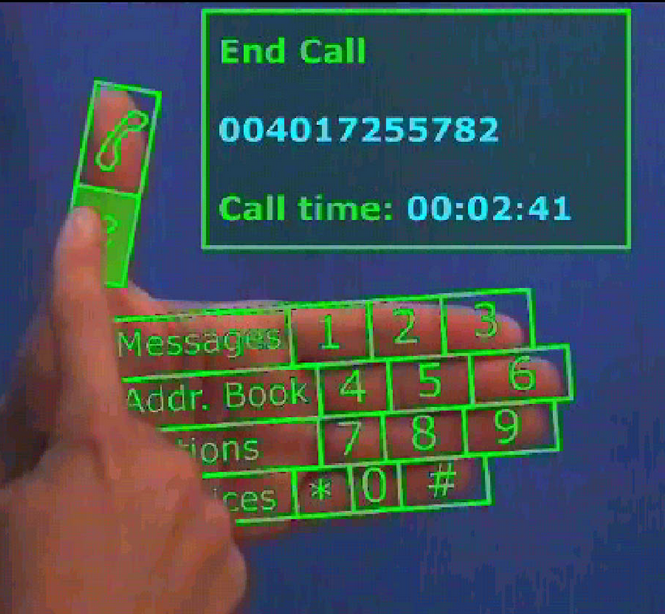 End Call
004017255782
Call time: 00:02:41
Messages 1 2 3
Addr. Book 4 5 6
7 8 9
* 0 #